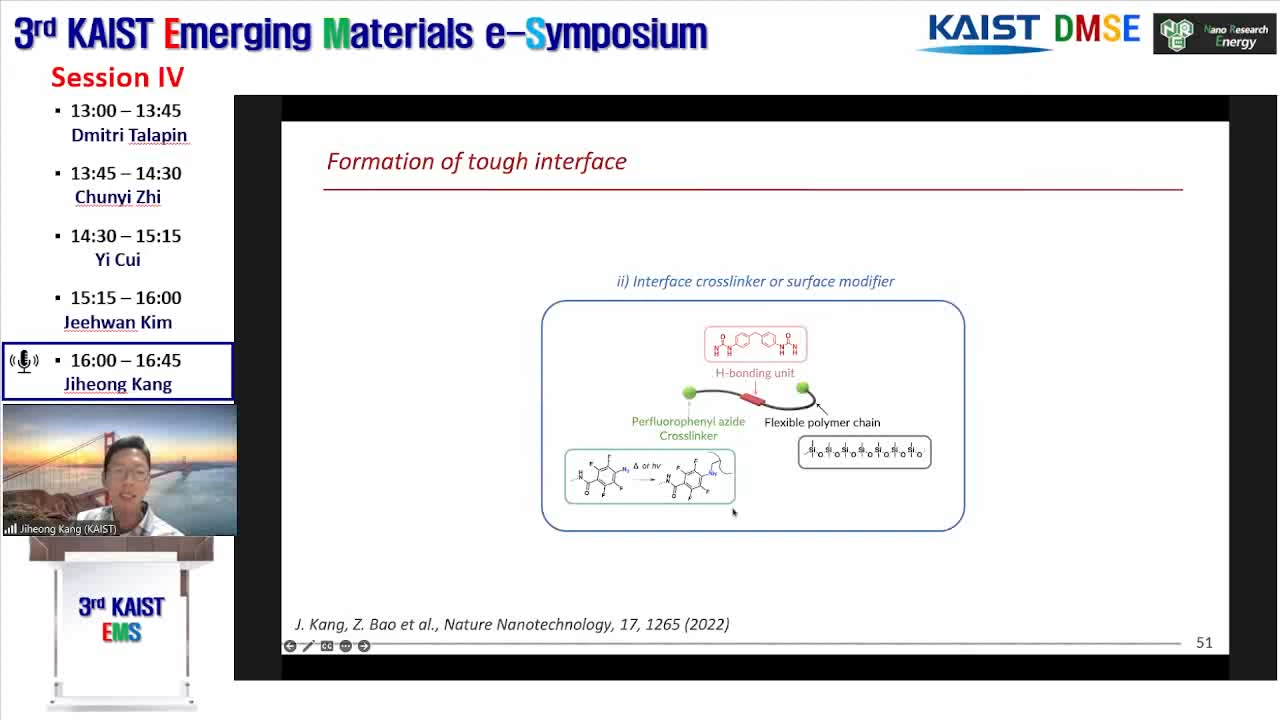 3rd KAIST Emerging Materials e-Symposium
KAIST DMSE
Nano Research
Energy
NRE
Session IV
▪ 13:00 – 13:45
Dmitri Talapin
▪ 13:45 – 14:30
Chunyi Zhi
▪ 14:30 – 15:15
Yi Cui
▪ 15:15 – 16:00
Jeehwan Kim
▪ 16:00 – 16:45
Jiheong Kang
Jiheong Kang (KAIST)
3rd KAIST
EMS
Formation of tough interface
ii) Interface crosslinker or surface modifier
H-bonding unit
Perfluorophenyl azide
Crosslinker
Flexible polymer chain
Δ or hv
J. Kang, Z. Bao et al., Nature Nanotechnology, 17, 1265 (2022)
51